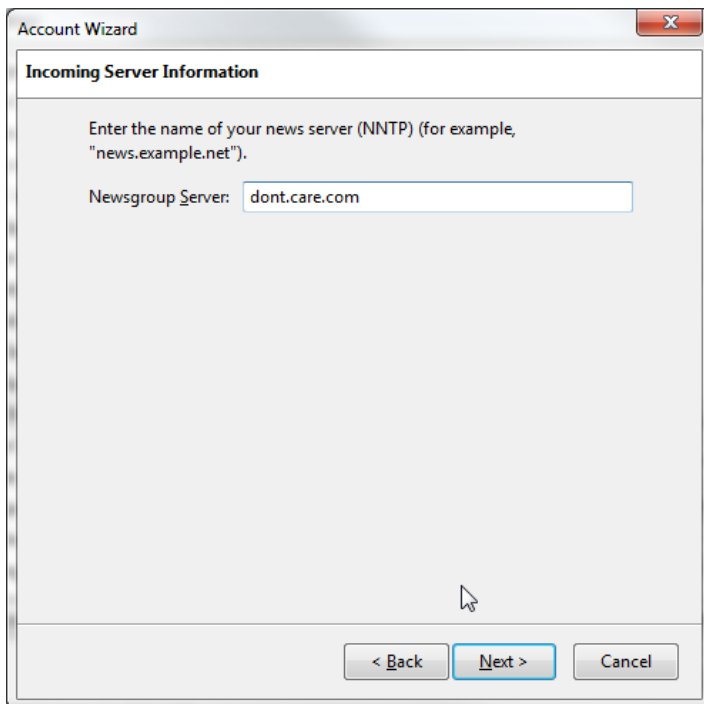 Account Wizard
Incoming Server Information
Enter the name of your news server (NNTP) (for example,
"news.example.net").
Newsgroup Server: dont.care.com
< Back Next > Cancel